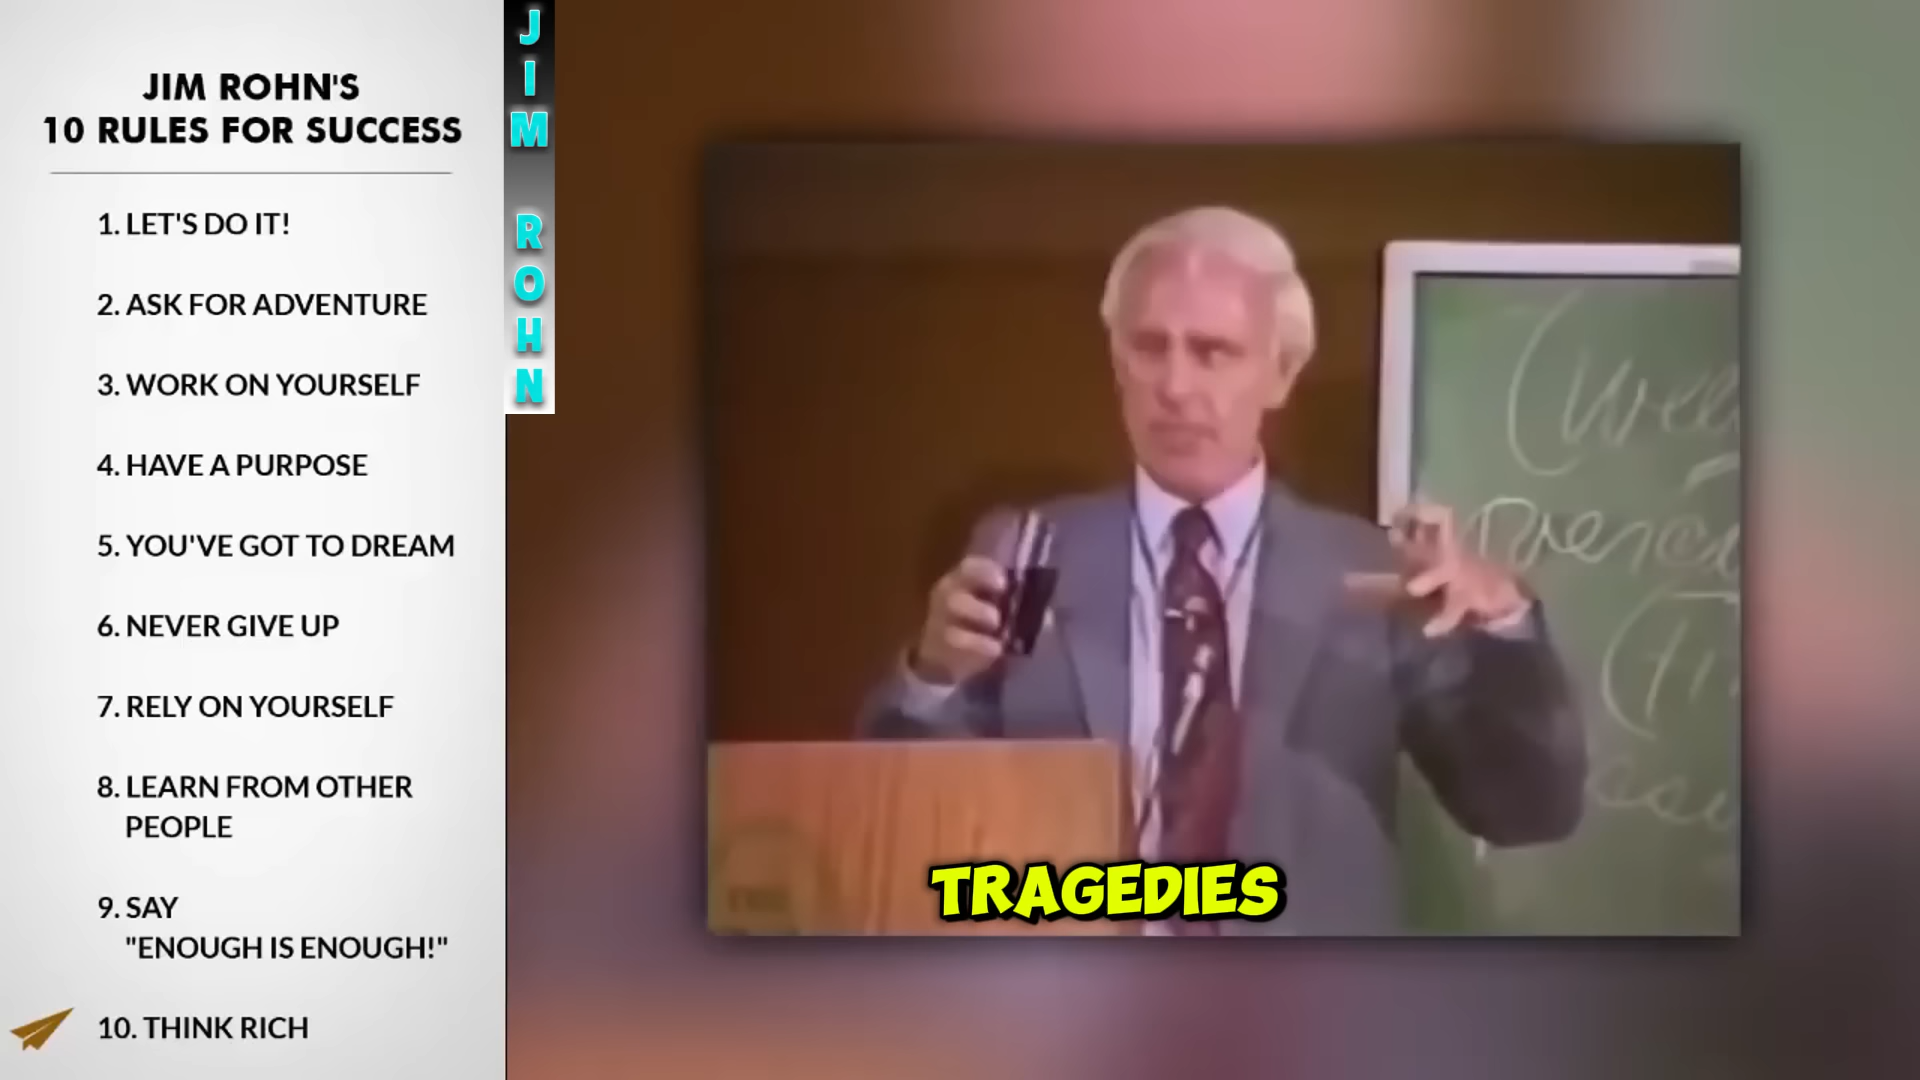 JIM ROHN'S
10 RULES FOR SUCCESS
1. LET'S DO IT!
2. ASK FOR ADVENTURE
3. WORK ON YOURSELF
4. HAVE A PURPOSE
5. YOU'VE GOT TO DREAM
6. NEVER GIVE UP
7. RELY ON YOURSELF
8. LEARN FROM OTHER
PEOPLE
9. SAY
"ENOUGH IS ENOUGH!"
10. THINK RICH
JIM ROHN
TRAGEDIES